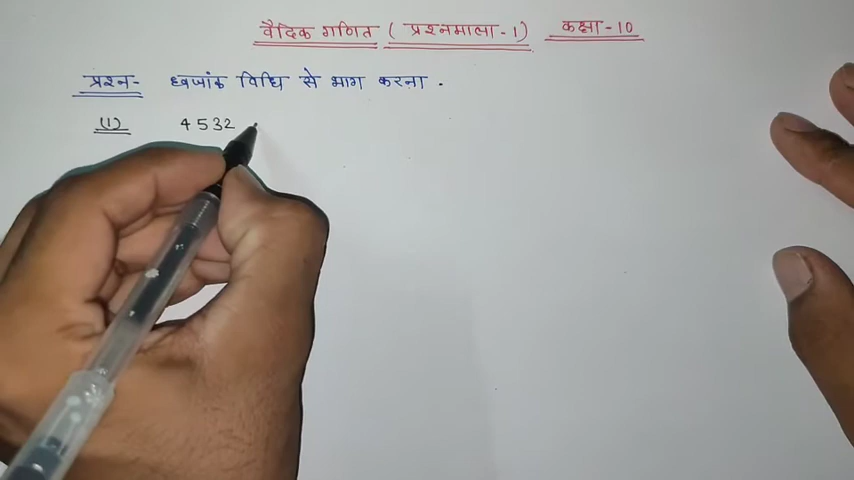 वैदिक गणित ( प्रश्नमाला - 1 ) कक्षा - 10
प्रश्न- ध्वजांक विधि से भाग करना .
(1) 4532